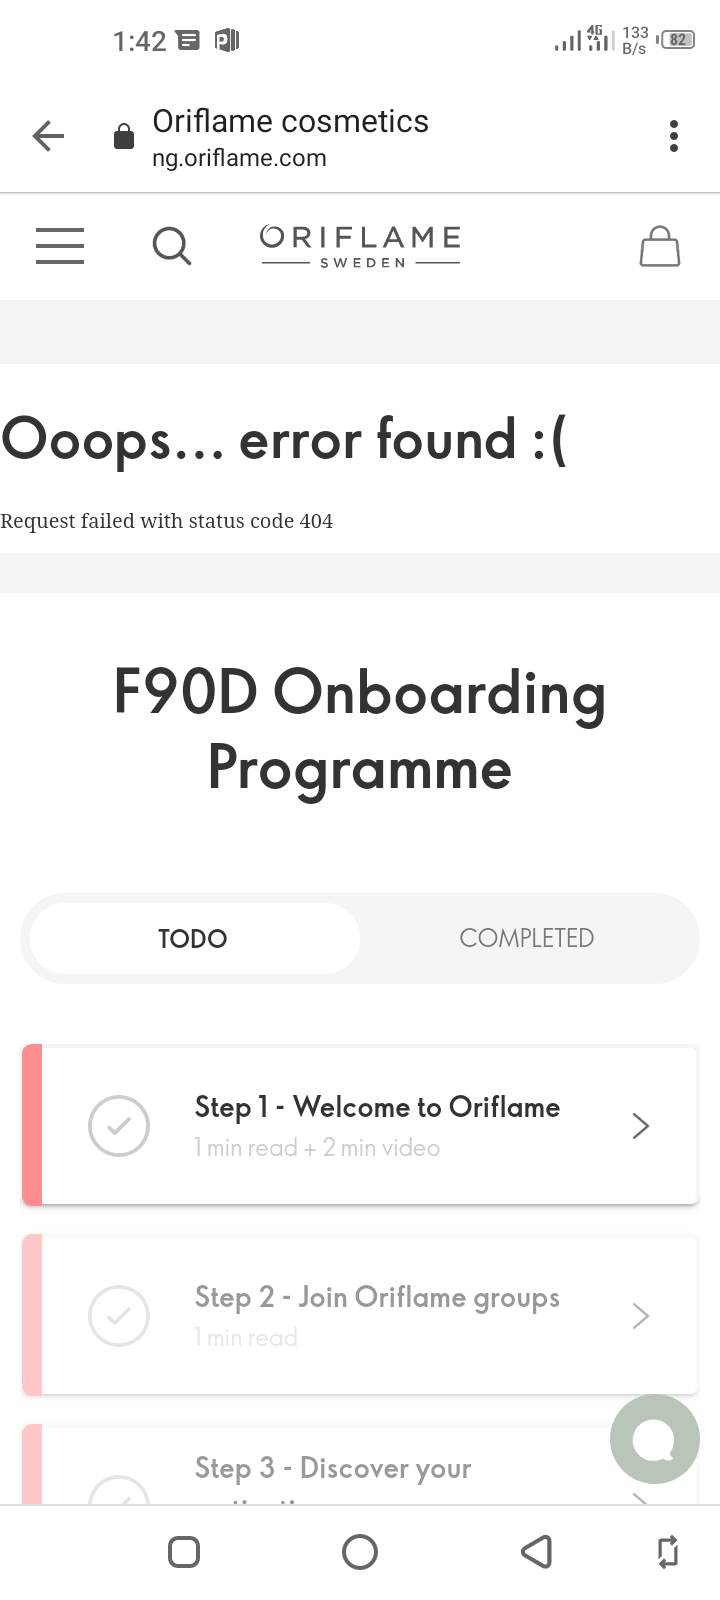 1:42
4G
133
B/s
82
Oriflame cosmetics
ng.oriflame.com
ORIFLAME
SWEDEN
Ooops... error found :(
Request failed with status code 404
F90D Onboarding
Programme
TODO
COMPLETED
Step 1 - Welcome to Oriflame
1 min read + 2 min video
Step 2 - Join Oriflame groups
1 min read
Step 3 - Discover your